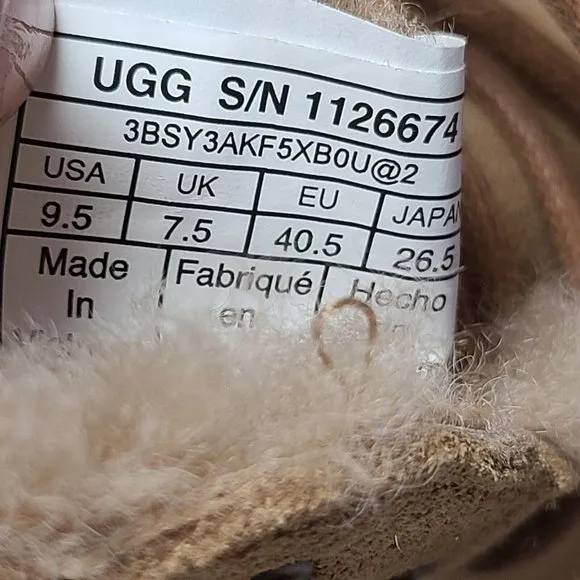 UGG S/N 1126674
3BSY3AKF5XB0U@2
USA UK EU JAPAN
9.5 7.5 40.5 26.5
Made Fabriqué Hecho
In en